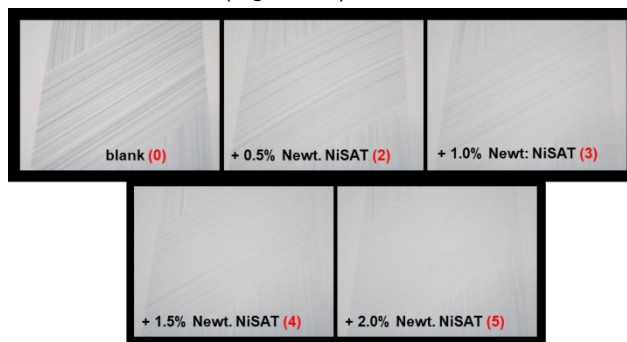 blank (0)
+ 0.5% Newt. NiSAT (2)
+ 1.0% Newt: NiSAT (3)
+ 1.5% Newt. NiSAT (4)
+ 2.0% Newt. NiSAT (5)